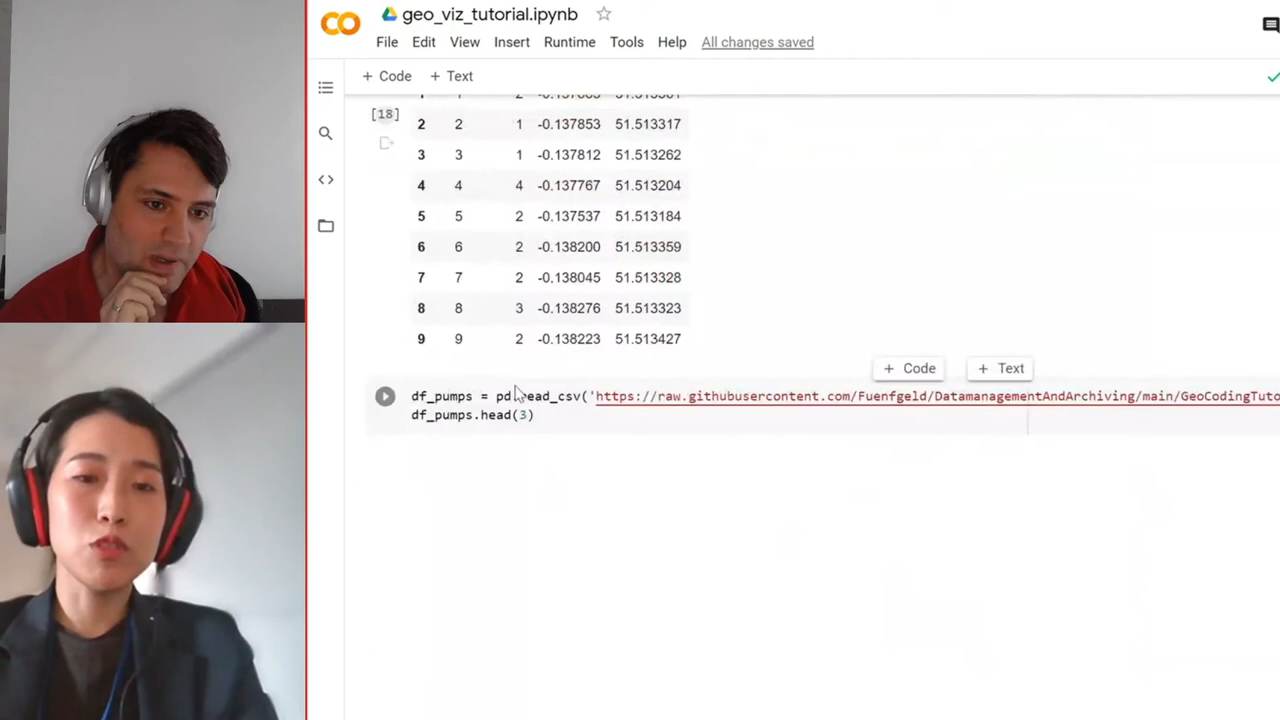 geo_viz_tutorial.ipynb
File Edit View Insert Runtime Tools Help All changes saved
+ Code + Text
[18]
2 2 1 -0.137853 51.513317
3 3 1 -0.137812 51.513262
4 4 4 -0.137767 51.513204
5 5 2 -0.137537 51.513184
6 6 2 -0.138200 51.513359
7 7 2 -0.138045 51.513328
8 8 3 -0.138276 51.513323
9 9 2 -0.138223 51.513427
+ Code + Text
df_pumps = pd.read_csv('https://raw.githubusercontent.com/Fuenfgeld/DatamanagementAndArchiving/main/GeoCodingTuto
df_pumps.head(3)